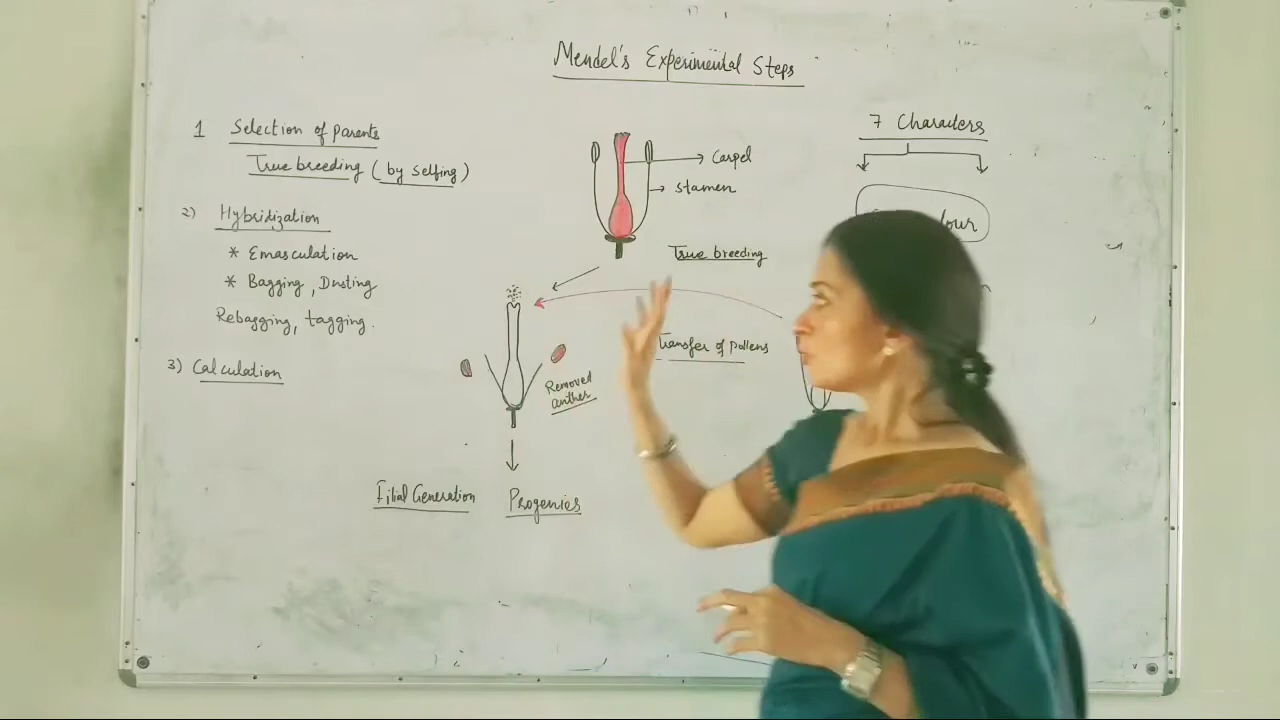 Mendel's Experimental Steps
1 Selection of parents
True breeding (by selfing)
2) Hybridization
* Emasculation
* Bagging, Dusting
Rebagging, tagging.
3) Calculation
Carpel
Stamen
True breeding
Transfer of Pollens
Removed
anther
Filial Generation Progenies
7 Characters